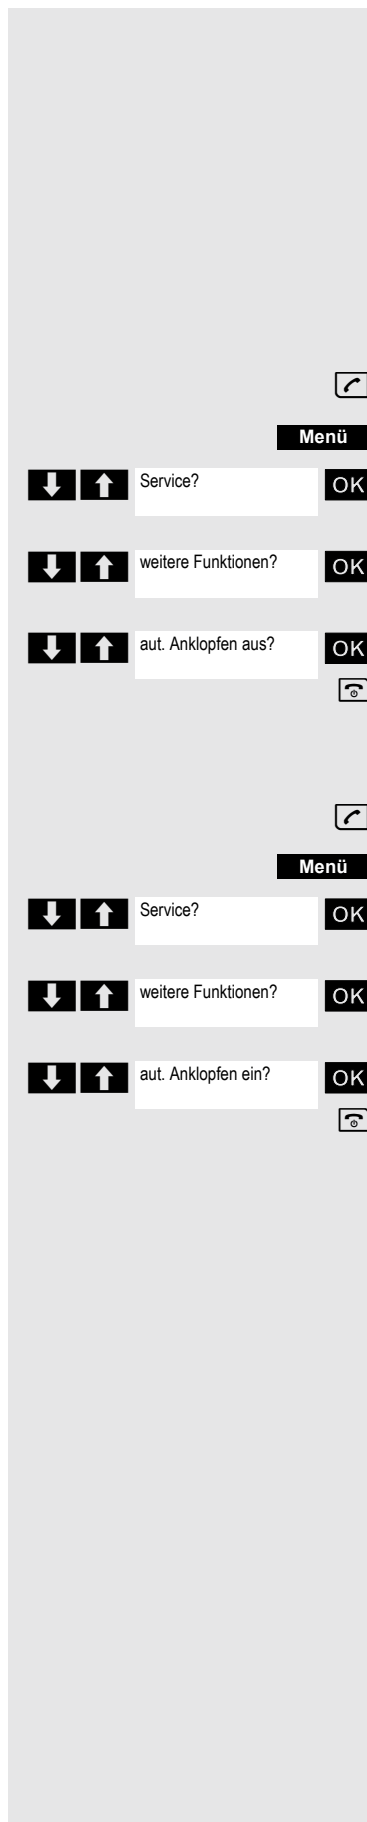 Menü
Service? OK
weitere Funktionen? OK
aut. Anklopfen aus? OK
Menü
Service? OK
weitere Funktionen? OK
aut. Anklopfen ein? OK